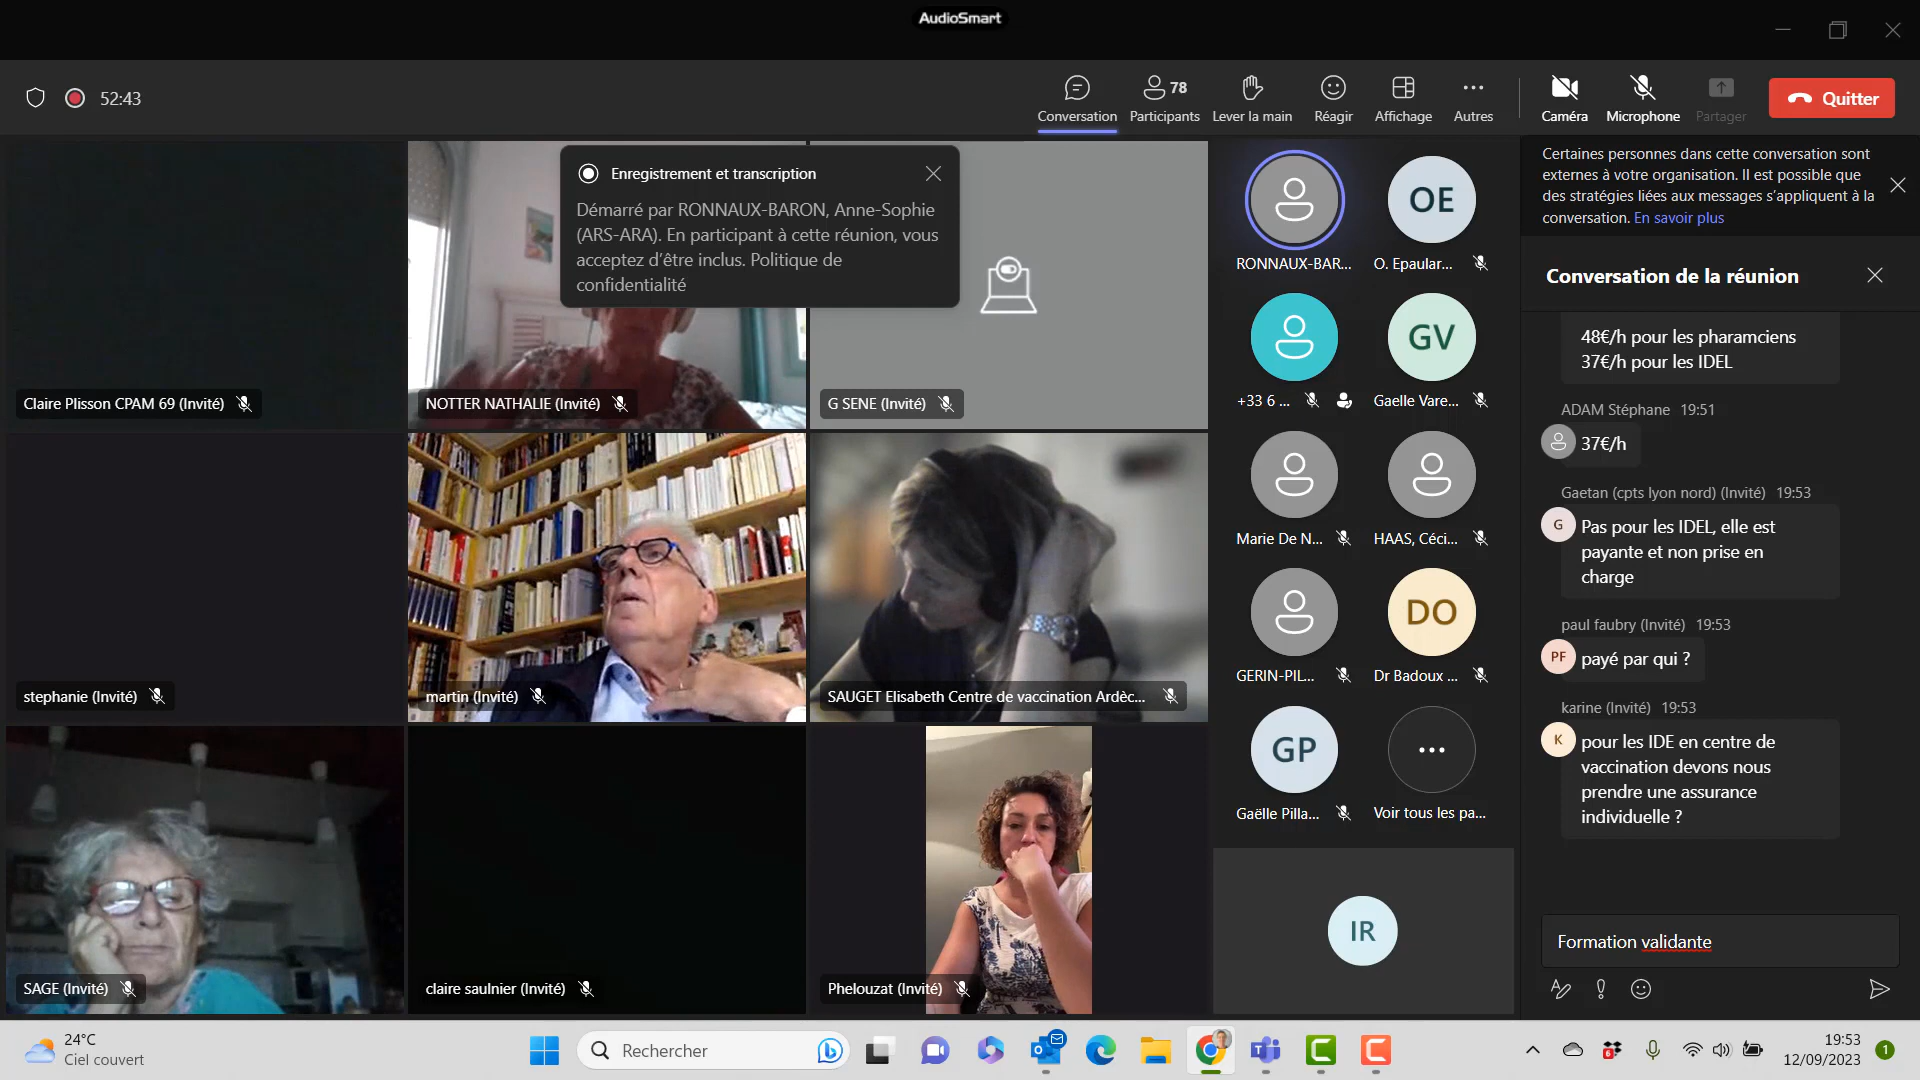 AudioSmart
52:43
Conversation
78
Participants
Lever la main
Réagir
Affichage
Autres
Caméra
Microphone
Partager
Quitter
Enregistrement et transcription
Démarré par RONNAUX-BARON, Anne-Sophie
(ARS-ARA). En participant à cette réunion, vous
acceptez d'être inclus. Politique de
confidentialité
Claire Plisson CPAM 69 (Invité)
NOTTER NATHALIE (Invité)
G SENE (Invité)
stephanie (Invité)
martin (Invité)
SAUGET Elisabeth Centre de vaccination Ardèc...
SAGE (Invité)
claire saulnier (Invité)
Phelouzat (Invité)
RONNAUX-BAR...
OE
O. Epaular...
+33 6 ...
GV
Gaelle Vare...
Marie De N...
HAAS, Céci...
GERIN-PIL...
DO
Dr Badoux ...
GP
Gaëlle Pilla...
Voir tous les pa...
IR
Certaines personnes dans cette conversation sont
externes à votre organisation. Il est possible que
des stratégies liées aux messages s'appliquent à la
conversation. En savoir plus
Conversation de la réunion
48€/h pour les pharamciens
37€/h pour les IDEL
ADAM Stéphane 19:51
37€/h
Gaetan (cpts lyon nord) (Invité) 19:53
G
Pas pour les IDEL, elle est
payante et non prise en
charge
paul faubry (Invité) 19:53
PF
payé par qui ?
karine (Invité) 19:53
K
pour les IDE en centre de
vaccination devons nous
prendre une assurance
individuelle ?
Formation validante
24°C
Ciel couvert
Rechercher
6
19:53
12/09/2023
1